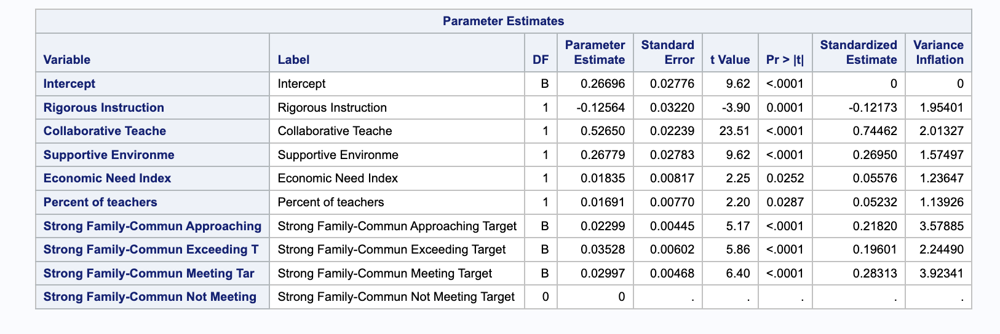 Parameter Estimates
Variable Label DF Parameter Estimate Standard Error t Value Pr > |t| Standardized Estimate Variance Inflation
Intercept Intercept B 0.26696 0.02776 9.62 <.0001 0 0
Rigorous Instruction Rigorous Instruction 1 -0.12564 0.03220 -3.90 0.0001 -0.12173 1.95401
Collaborative Teache Collaborative Teache 1 0.52650 0.02239 23.51 <.0001 0.74462 2.01327
Supportive Environme Supportive Environme 1 0.26779 0.02783 9.62 <.0001 0.26950 1.57497
Economic Need Index Economic Need Index 1 0.01835 0.00817 2.25 0.0252 0.05576 1.23647
Percent of teachers Percent of teachers 1 0.01691 0.00770 2.20 0.0287 0.05232 1.13926
Strong Family-Commun Approaching Strong Family-Commun Approaching Target B 0.02299 0.00445 5.17 <.0001 0.21820 3.57885
Strong Family-Commun Exceeding T Strong Family-Commun Exceeding Target B 0.03528 0.00602 5.86 <.0001 0.19601 2.24490
Strong Family-Commun Meeting Tar Strong Family-Commun Meeting Target B 0.02997 0.00468 6.40 <.0001 0.28313 3.92341
Strong Family-Commun Not Meeting Strong Family-Commun Not Meeting Target 0 0 . . . . .